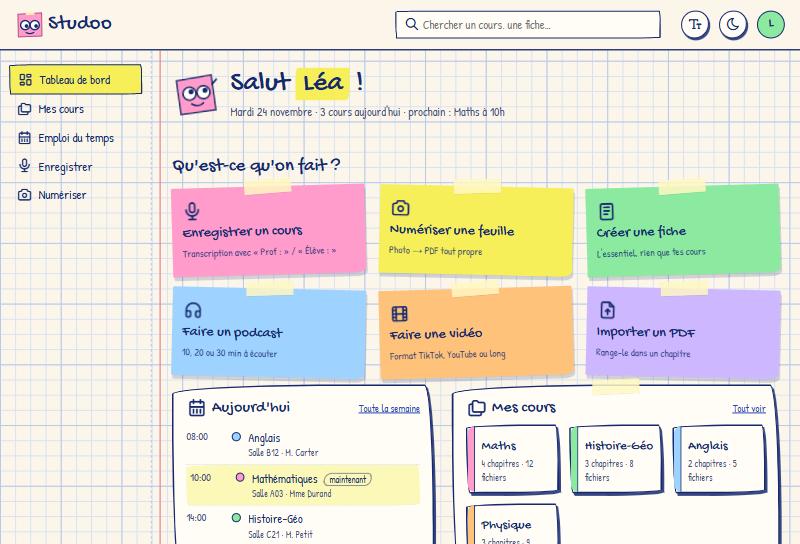 Studoo
Chercher un cours, une fiche...
Tт
L
Tableau de bord
Mes cours
Emploi du temps
Enregistrer
Numériser
Salut Léa !
Mardi 24 novembre · 3 cours aujourd'hui · prochain : Maths à 10h
Qu'est-ce qu'on fait ?
Enregistrer un cours
Transcription avec « Prof : » / « Élève : »
Numériser une feuille
Photo → PDF tout propre
Créer une fiche
L'essentiel, rien que tes cours
Faire un podcast
10, 20 ou 30 min à écouter
Faire une vidéo
Format TikTok, YouTube ou long
Importer un PDF
Range-le dans un chapitre
Aujourd'hui
Toute la semaine
08:00
Anglais
Salle B12 · M. Carter
10:00
Mathématiques maintenant
Salle A03 · Mme Durand
14:00
Histoire-Géo
Salle C21 · M. Petit
Mes cours
Tout voir
Maths
4 chapitres · 12
fichiers
Histoire-Géo
3 chapitres · 8
fichiers
Anglais
2 chapitres · 5
fichiers
Physique
3 chapitres · 9